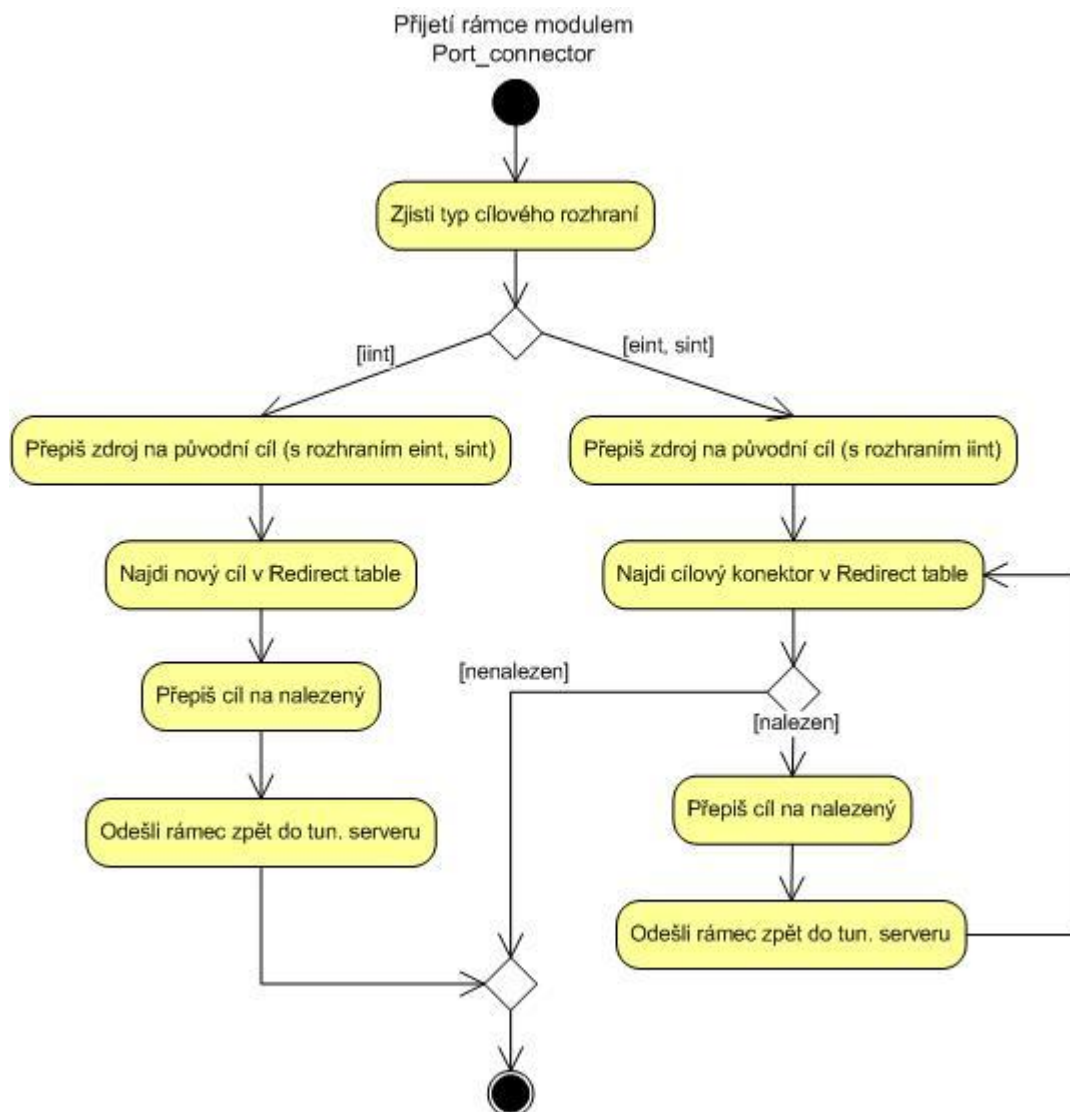 Přijetí rámce modulem
Port_connector
Zjisti typ cílového rozhraní
[iint]
[eint, sint]
Přepiš zdroj na původní cíl (s rozhraním eint, sint)
Přepiš zdroj na původní cíl (s rozhraním iint)
Najdi nový cíl v Redirect table
Najdi cílový konektor v Redirect table
[nenalezen]
[nalezen]
Přepiš cíl na nalezený
Přepiš cíl na nalezený
Odešli rámec zpět do tun. serveru
Odešli rámec zpět do tun. serveru